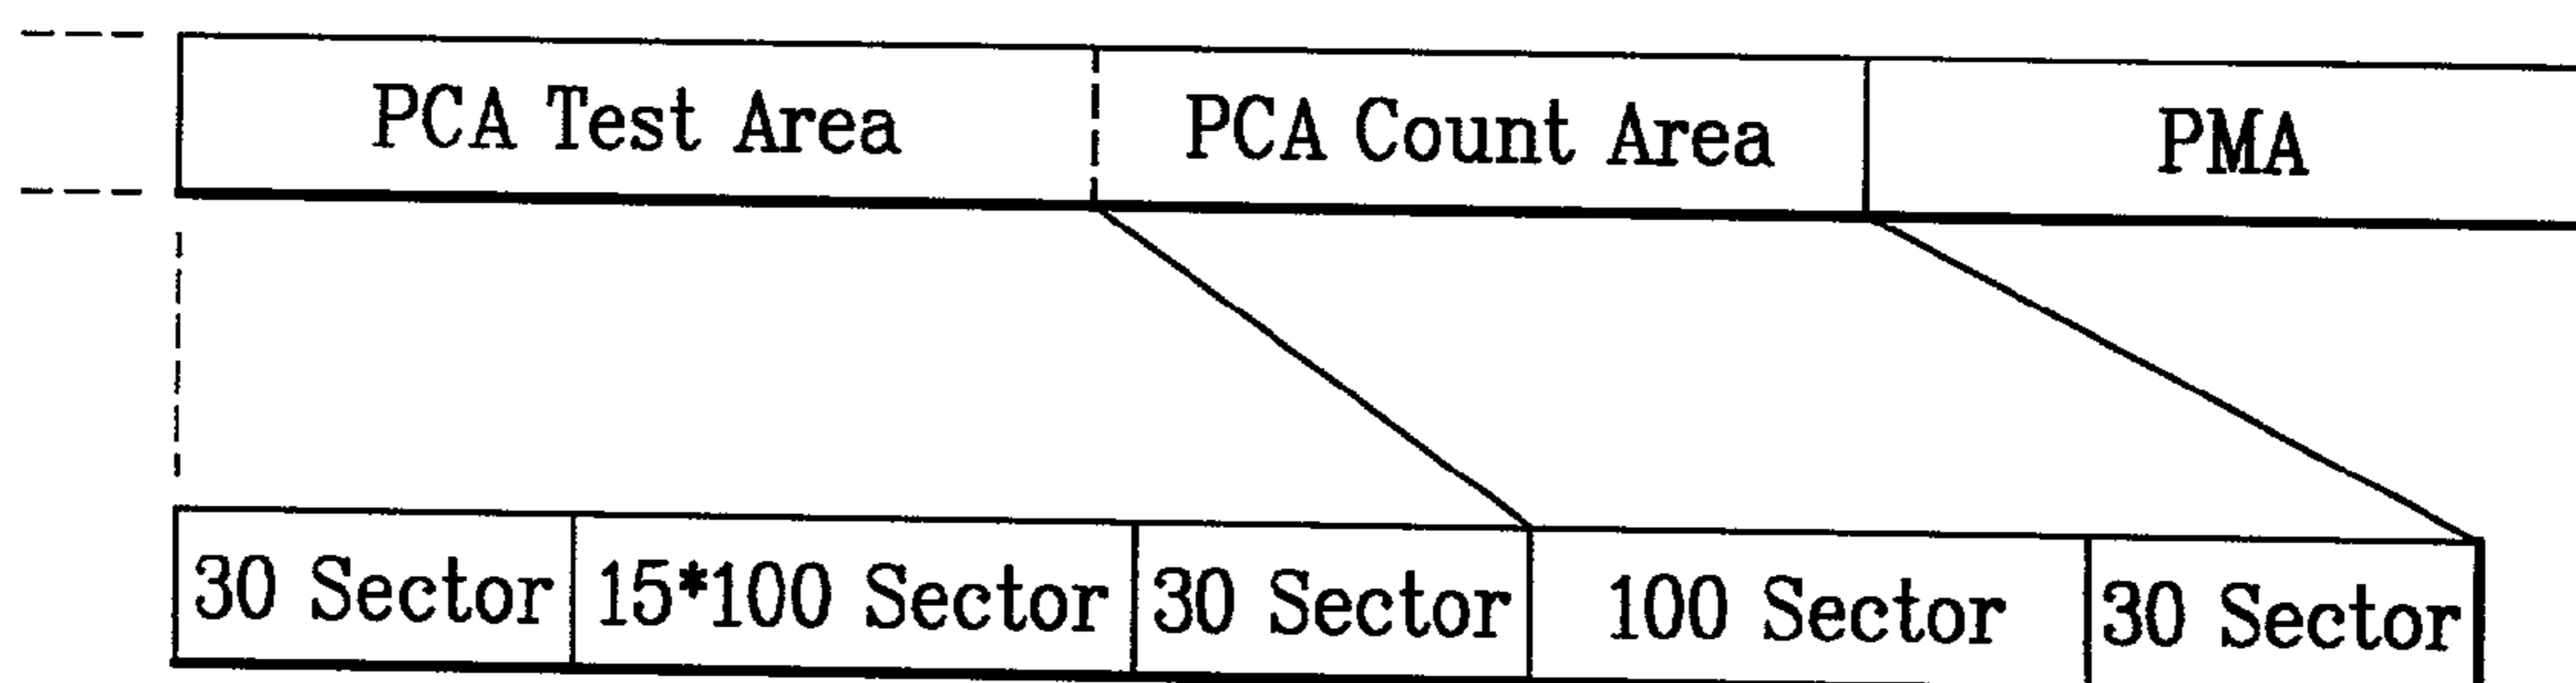 PCA Test Area PCA Count Area PMA
30 Sector 15*100 Sector 30 Sector 100 Sector 30 Sector